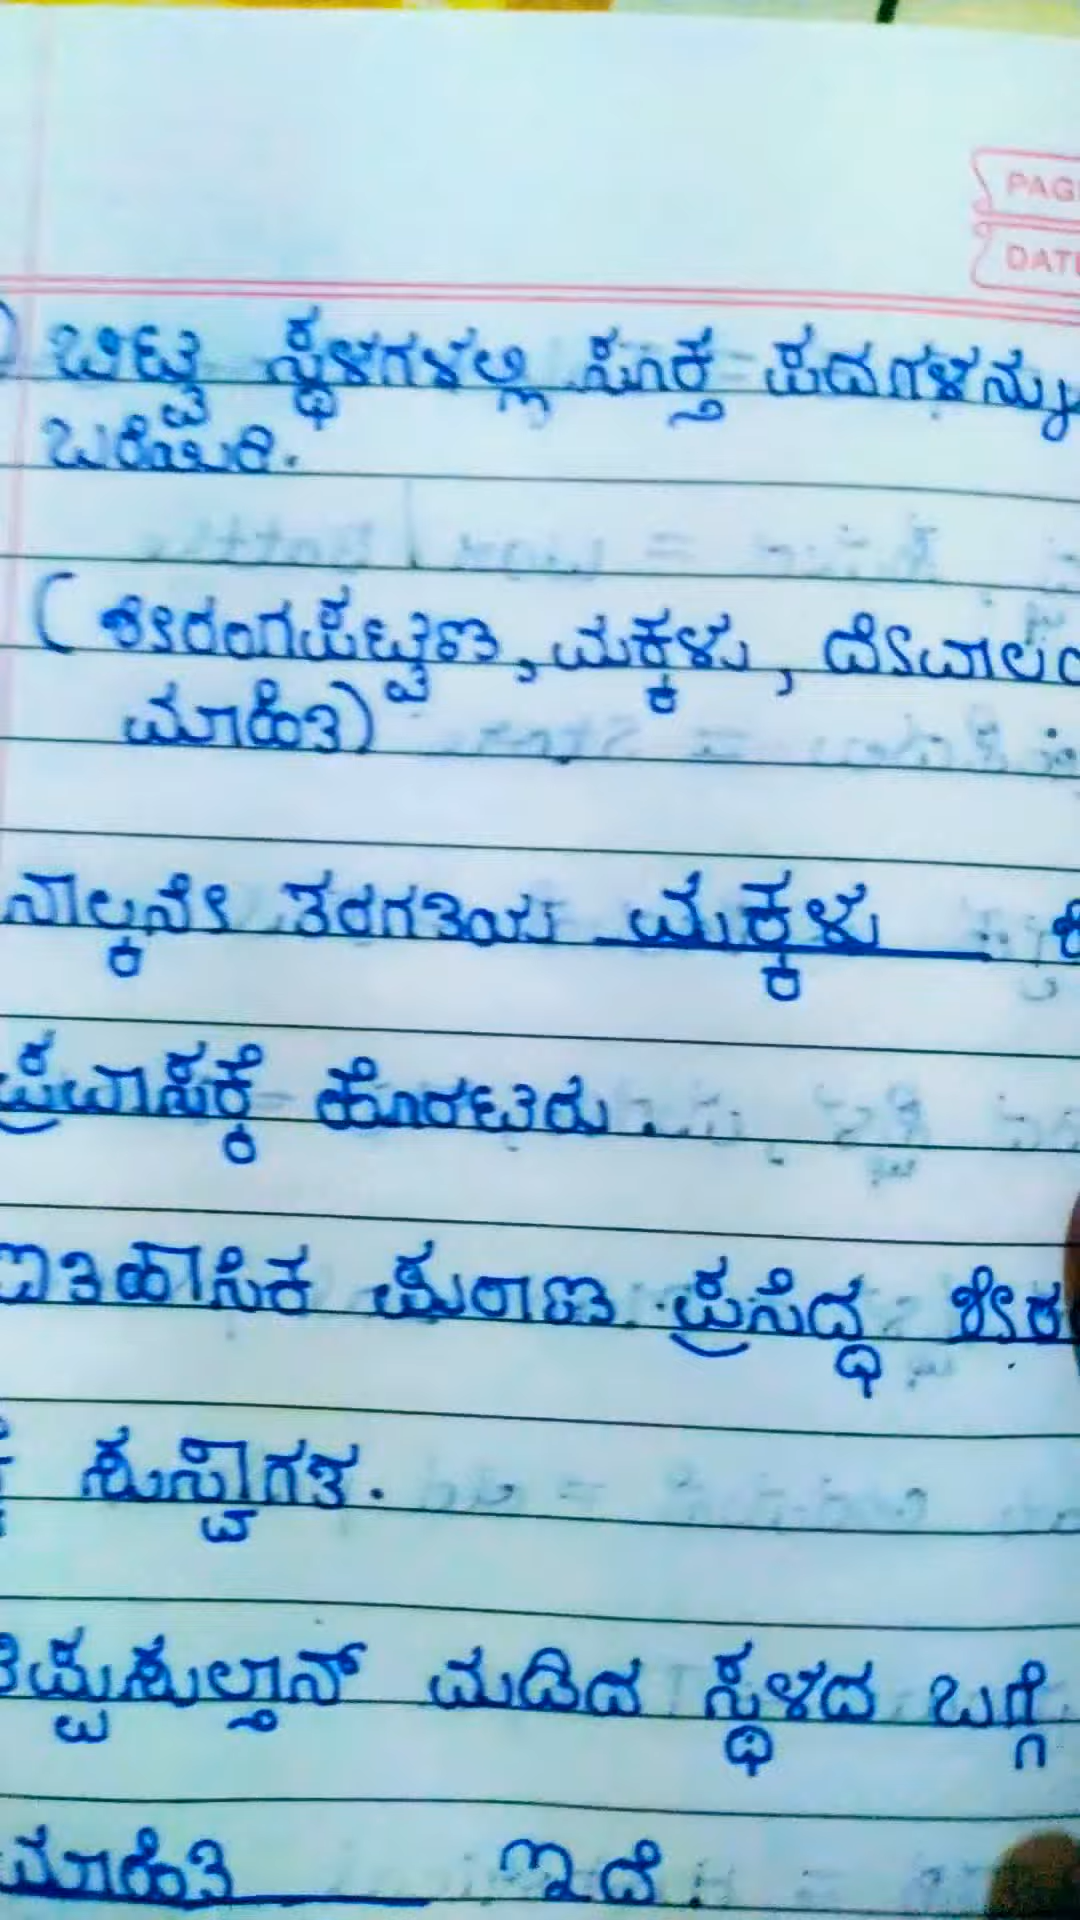 PAG
DAT
ಬಿಟ್ಟ ಸ್ಥಳಗಳಲ್ಲಿ ಸೂಕ್ತ ಪದಗಳನ್ನು
ಬರೆಯಿರಿ.
( ಶ್ರೀರಂಗಪಟ್ಟಣ, ಮಕ್ಕಳು, ದೇವಾಲಯ
ಮಾಹಿತಿ)
ನಾಲ್ಕನೇ ತರಗತಿಯ ಮಕ್ಕಳು
ಪ್ರವಾಸಕ್ಕೆ ಹೊರಟರು
ಇತಿಹಾಸಿಕ ಪುರಾಣ ಪ್ರಸಿದ್ಧ ಶ್ರೀರ
ಸುಸ್ವಾಗತ.
ಟಿಪ್ಪುಸುಲ್ತಾನ್ ಮಡಿದ ಸ್ಥಳದ ಬಗ್ಗೆ
ಮಾಹಿತಿ ಇದೆ